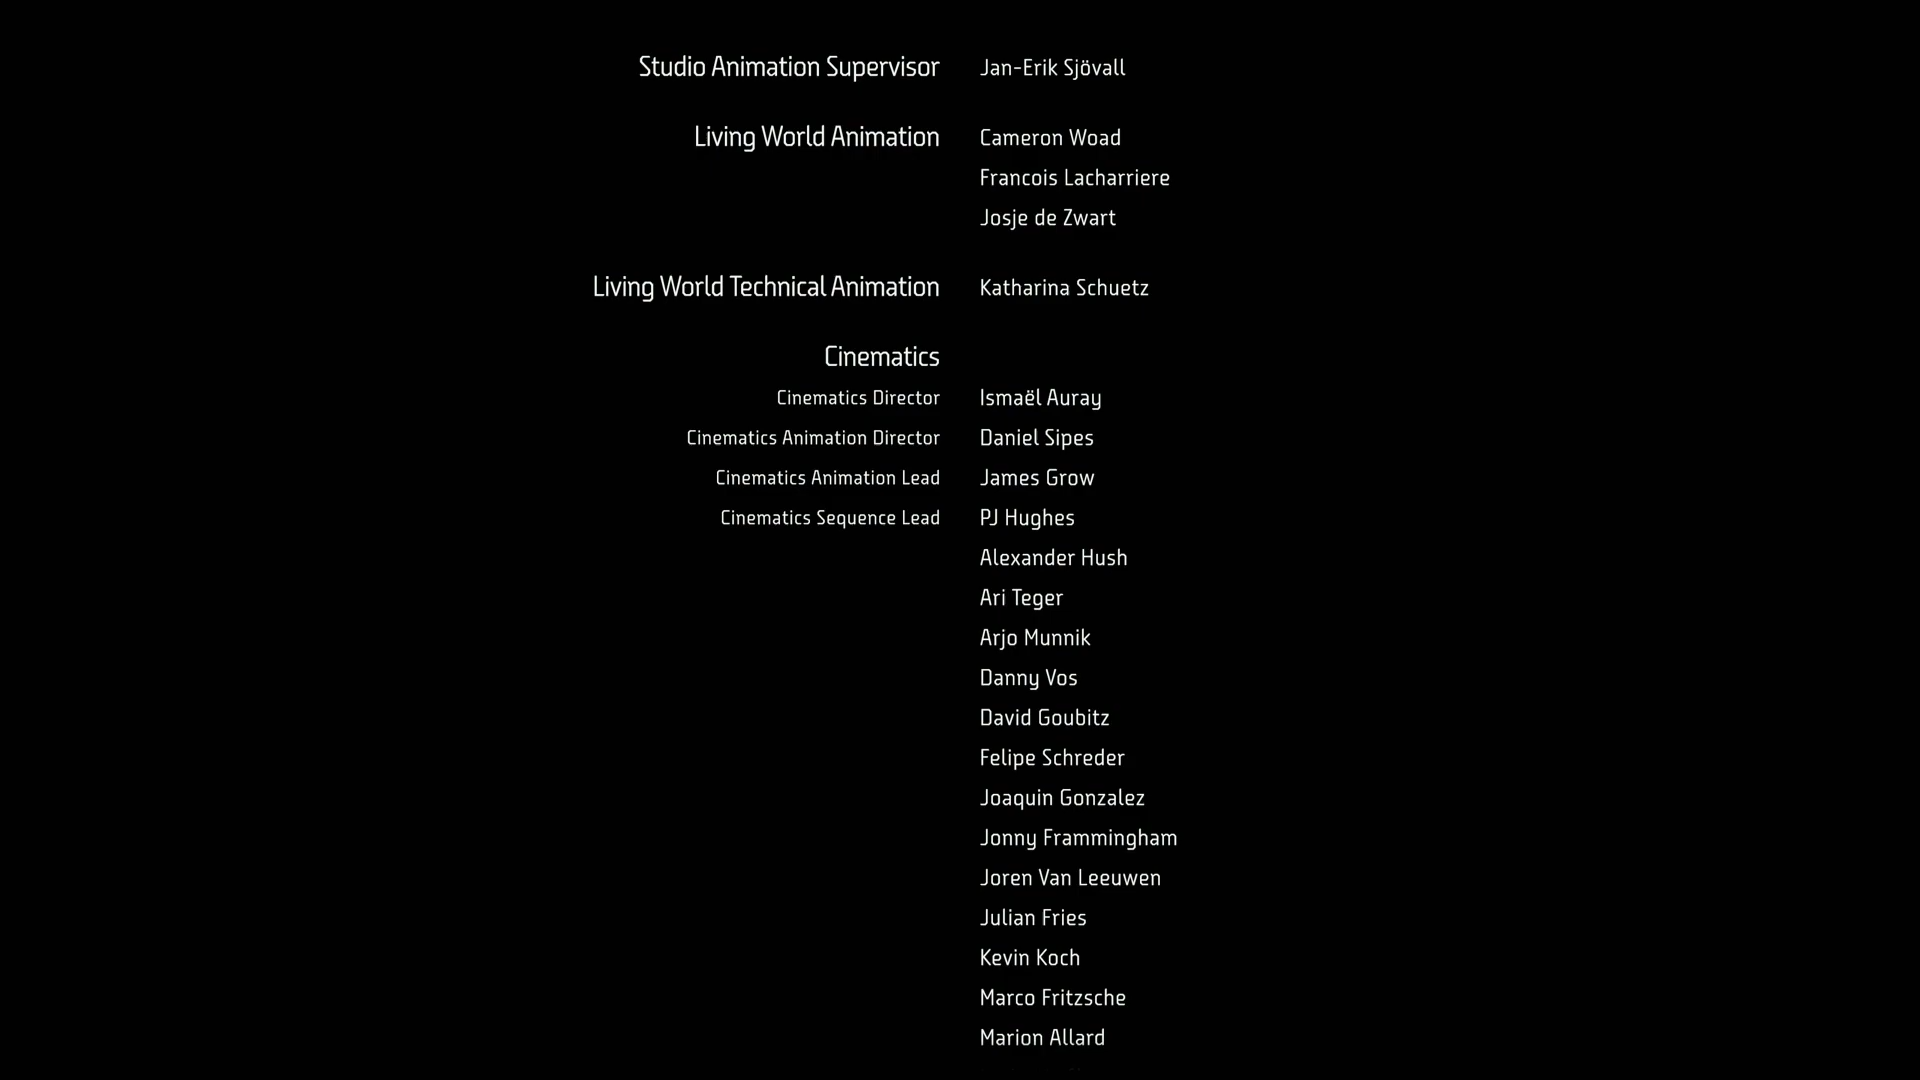 Studio Animation Supervisor Jan-Erik Sjövall
Living World Animation Cameron Woad
Francois Lacharriere
Josje de Zwart
Living World Technical Animation Katharina Schuetz
Cinematics
Cinematics Director Ismaël Auray
Cinematics Animation Director Daniel Sipes
Cinematics Animation Lead James Grow
Cinematics Sequence Lead PJ Hughes
Alexander Hush
Ari Teger
Arjo Munnik
Danny Vos
David Goubitz
Felipe Schreder
Joaquin Gonzalez
Jonny Frammingham
Joren Van Leeuwen
Julian Fries
Kevin Koch
Marco Fritzsche
Marion Allard